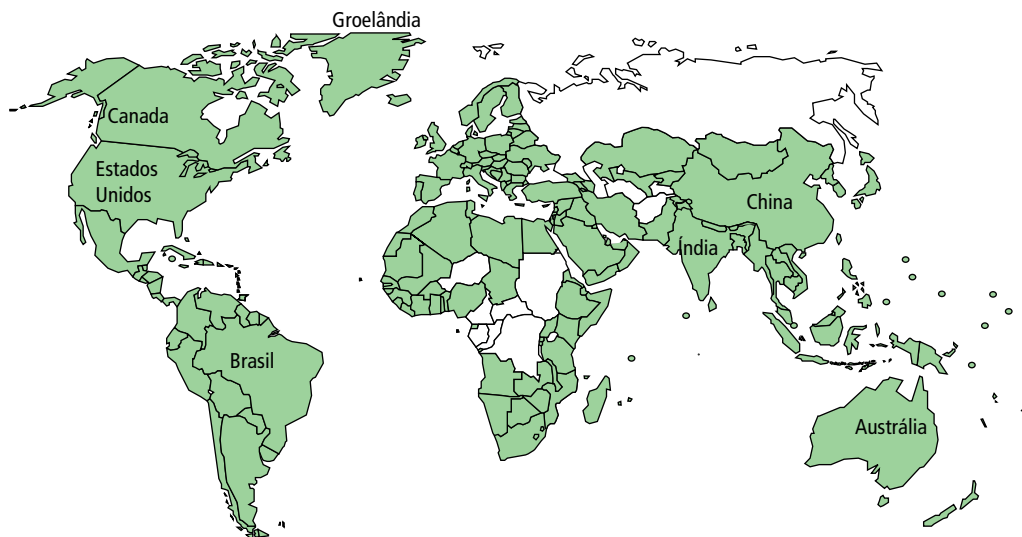 Groelândia
Canada
Estados
Unidos
China
Índia
Brasil
Austrália